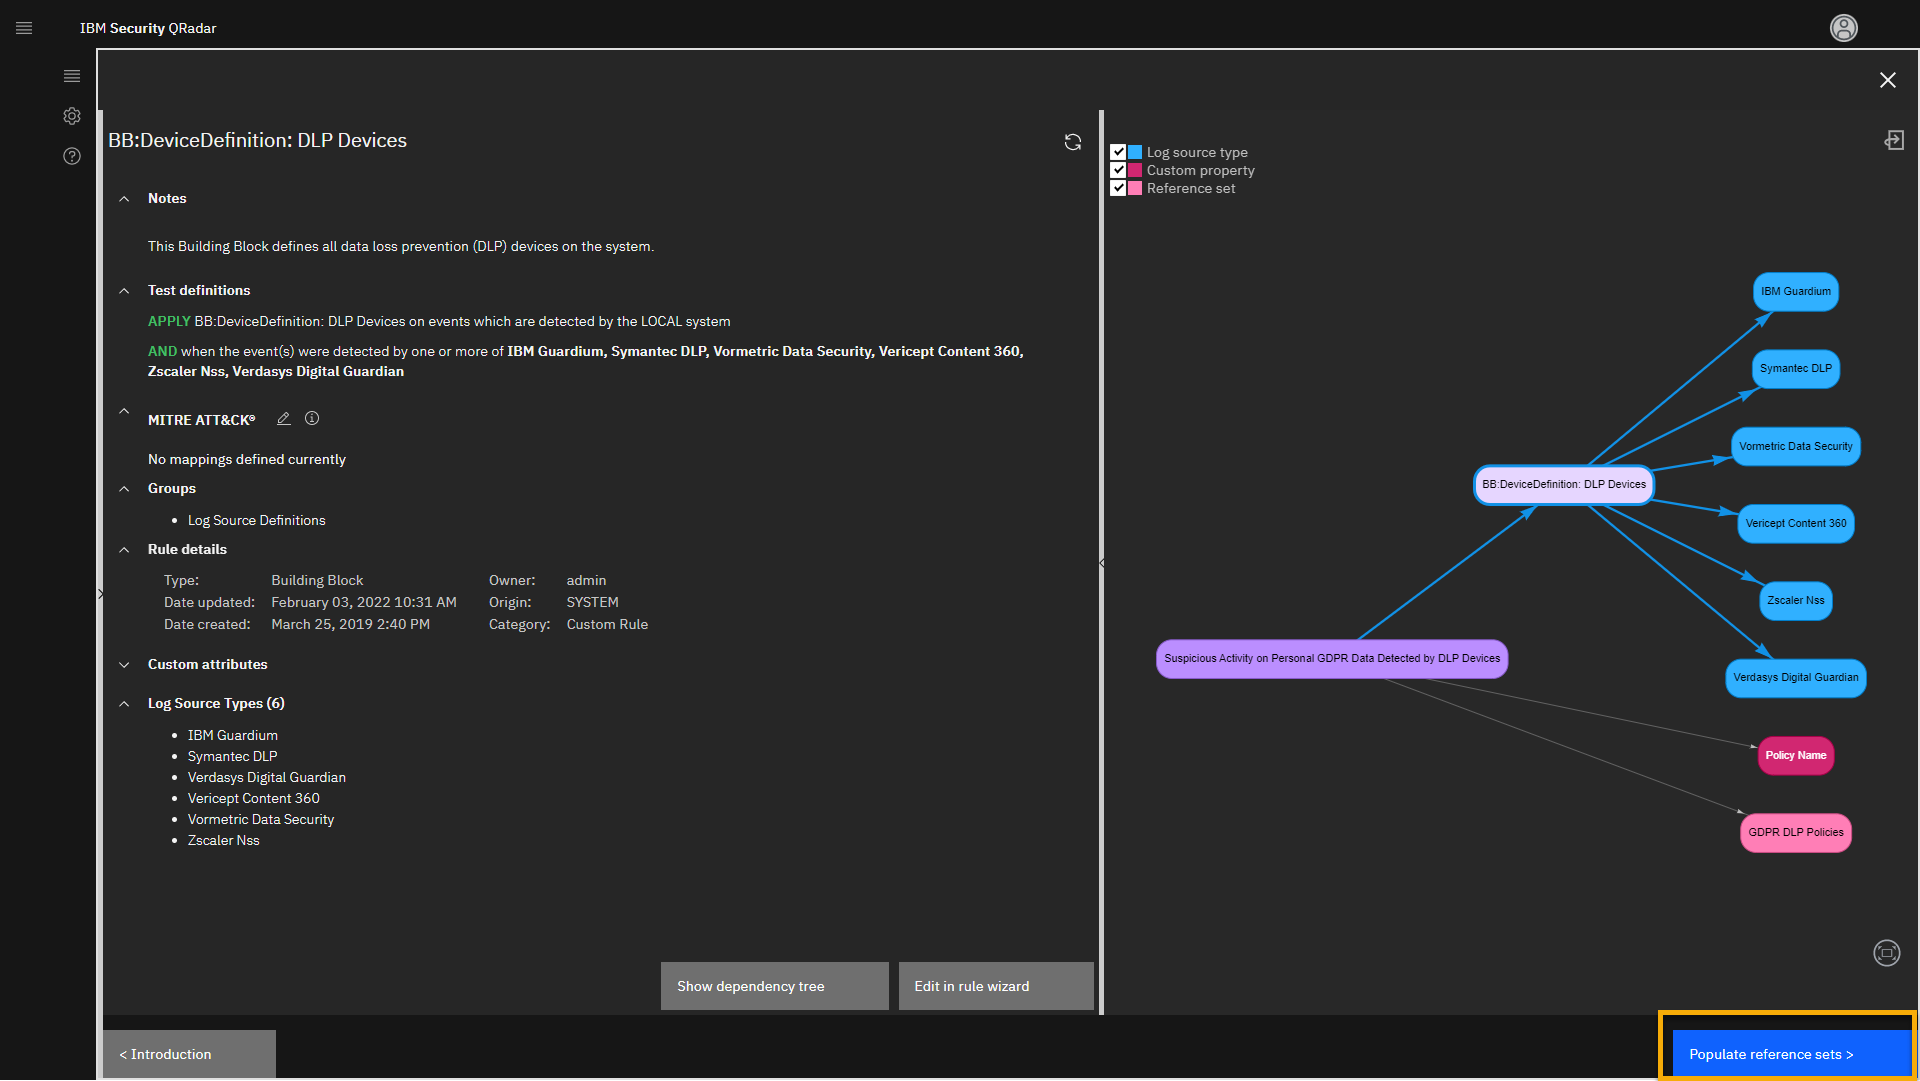 IBM Security QRadar
BB:DeviceDefinition: DLP Devices
Notes
This Building Block defines all data loss prevention (DLP) devices on the system.
Test definitions
APPLY BB:DeviceDefinition: DLP Devices on events which are detected by the LOCAL system
AND when the event(s) were detected by one or more of IBM Guardium, Symantec DLP, Vormetric Data Security, Vericept Content 360,
Zscaler Nss, Verdasys Digital Guardian
MITRE ATT&CK®
No mappings defined currently
Groups
• Log Source Definitions
Rule details
Type: Building Block Owner: admin
Date updated: February 03, 2022 10:31 AM Origin: SYSTEM
Date created: March 25, 2019 2:40 PM Category: Custom Rule
Custom attributes
Log Source Types (6)
• IBM Guardium
• Symantec DLP
• Verdasys Digital Guardian
• Vericept Content 360
• Vormetric Data Security
• Zscaler Nss
Show dependency tree
Edit in rule wizard
Log source type
Custom property
Reference set
IBM Guardium
Symantec DLP
Vormetric Data Security
BB:DeviceDefinition: DLP Devices
Vericept Content 360
Zscaler Nss
Suspicious Activity on Personal GDPR Data Detected by DLP Devices
Verdasys Digital Guardian
Policy Name
GDPR DLP Policies
< Introduction
Populate reference sets >